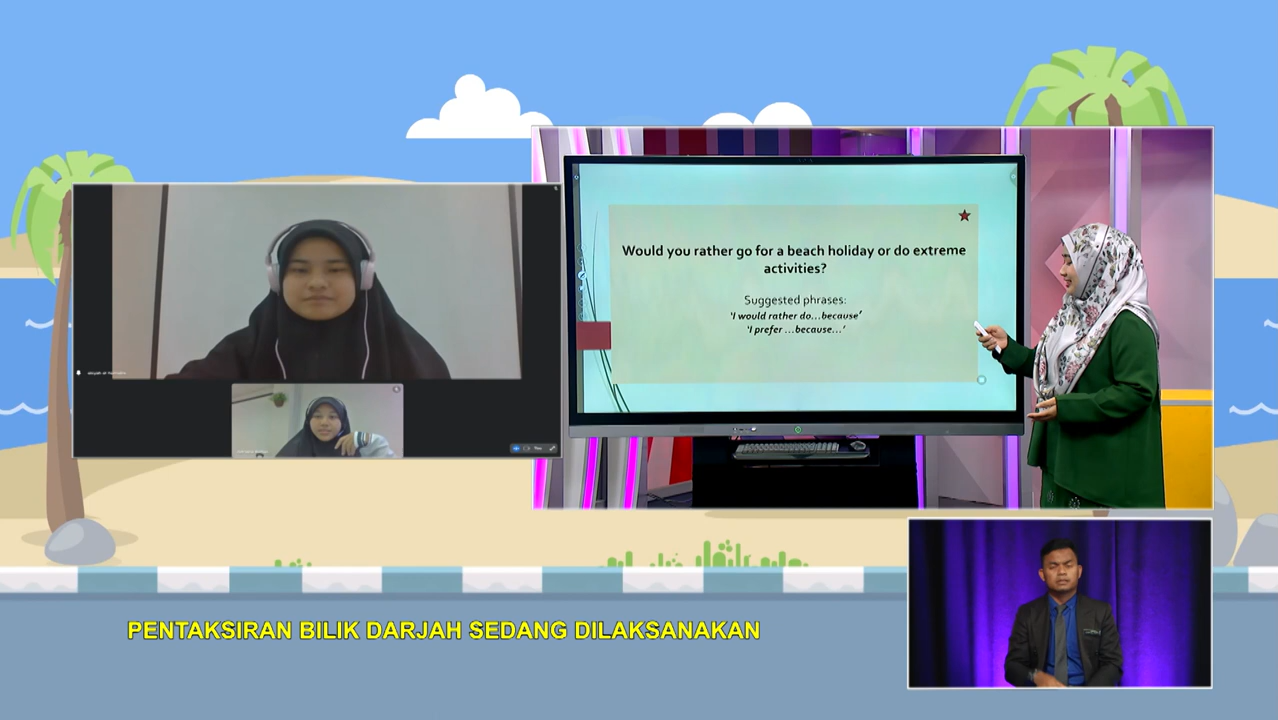 Would you rather go for a beach holiday or do extreme
activities?
Suggested phrases:
'I would rather do...because'
'I prefer ...because...'
PENTAKSIRAN BILIK DARJAH SEDANG DILAKSANAKAN